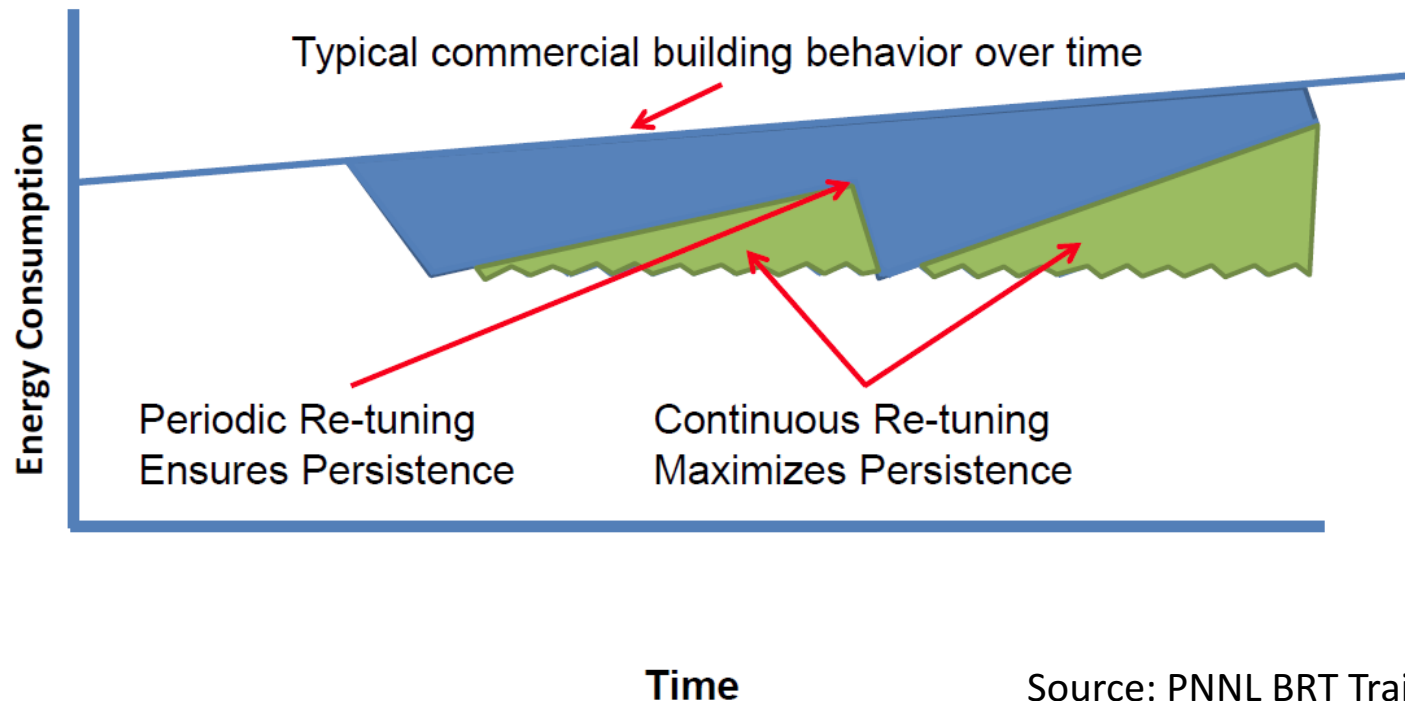 Typical commercial building behavior over time
Energy Consumption
Periodic Re-tuning
Ensures Persistence
Continuous Re-tuning
Maximizes Persistence
Time
Source: PNNL BRT Trai